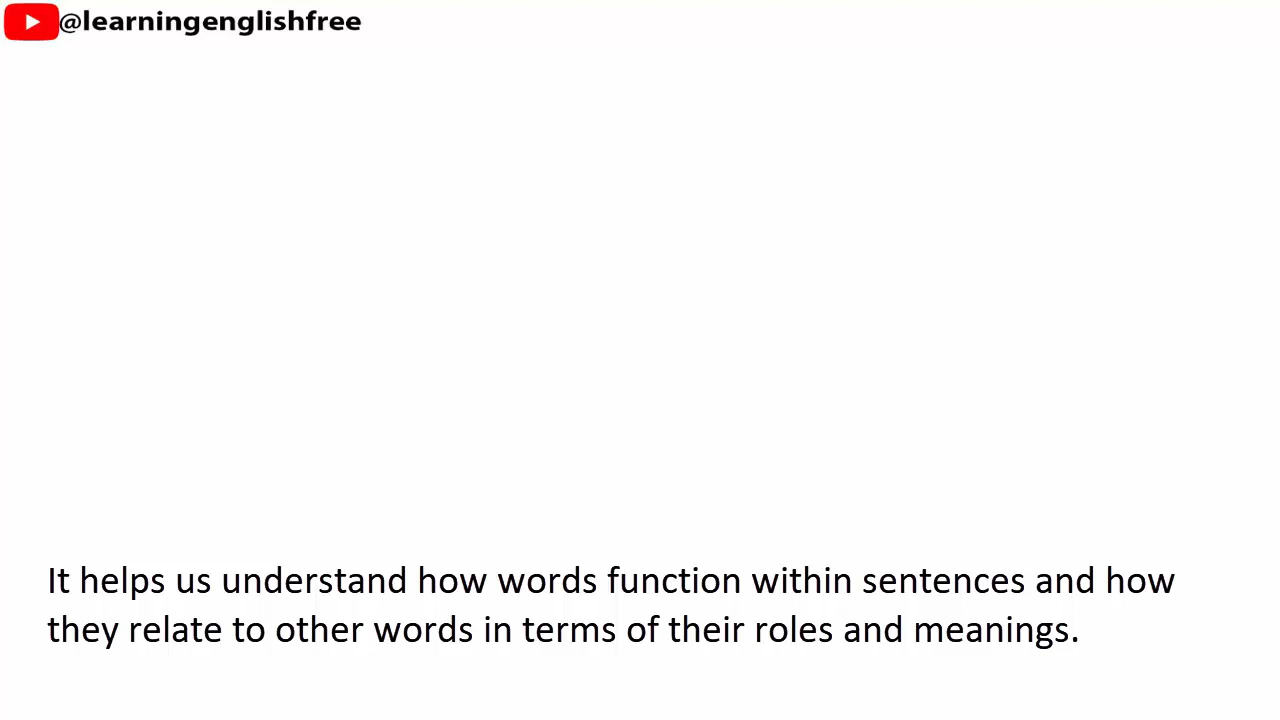 @learningenglishfree
It helps us understand how words function within sentences and how
they relate to other words in terms of their roles and meanings.